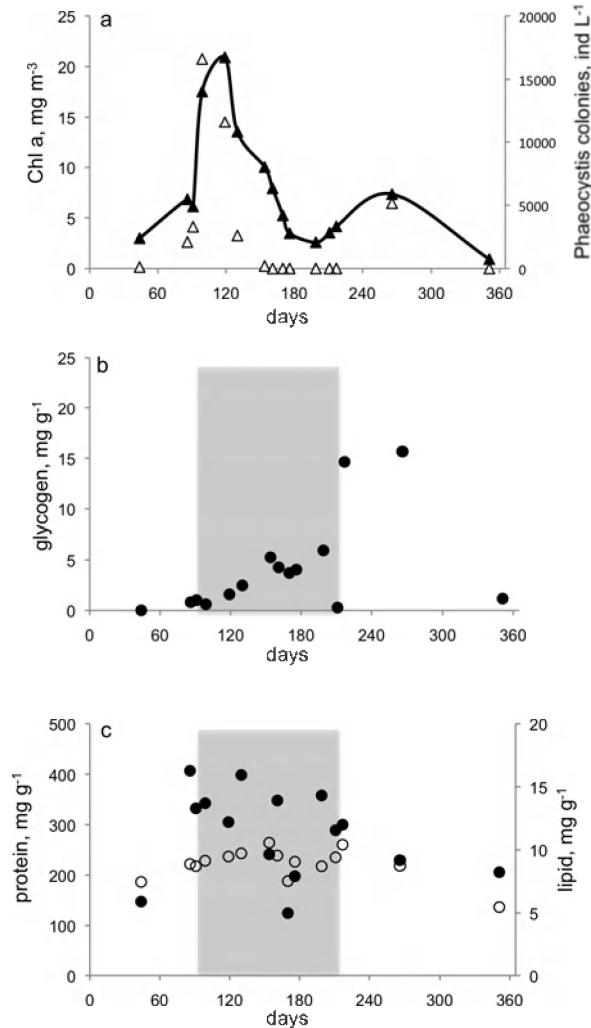 a
Chl a, mg m-3
25
20
15
10
5
0
20000
15000
10000
5000
0
Phaeocystis colonies, ind L-1
0 60 120 180 240 300 360
days
b
glycogen, mg g-1
25
20
15
10
5
0
0 60 120 180 240 300 360
days
c
protein, mg g-1
500
400
300
200
100
0
20
15
10
5
0
lipid, mg g-1
0 60 120 180 240 300 360
days